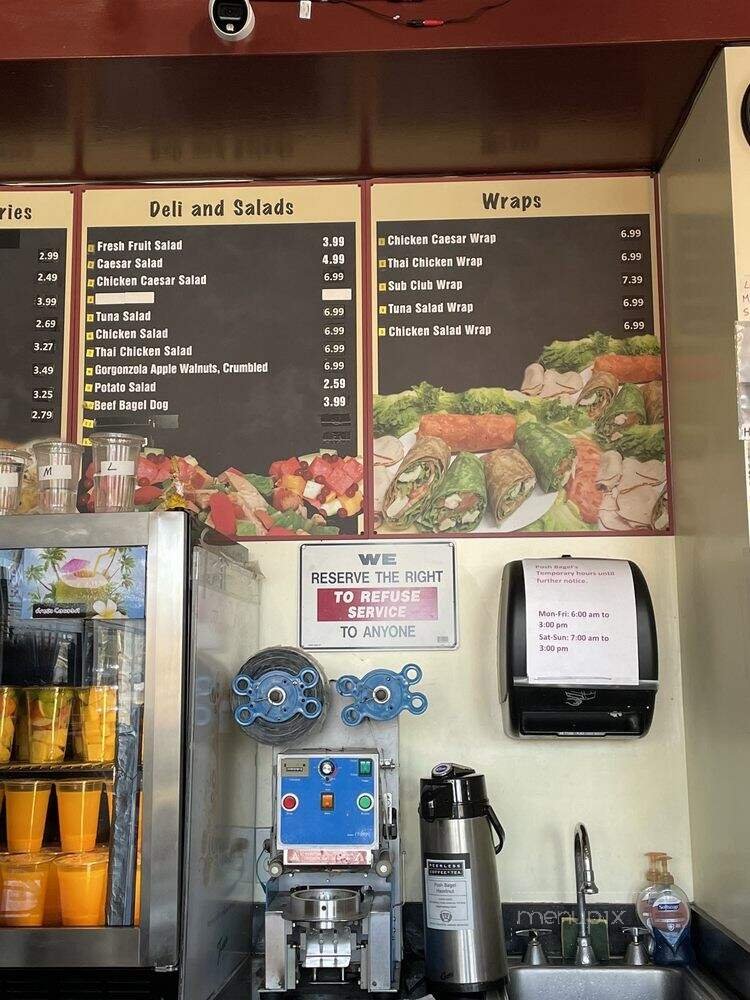 ries
2.99
2.49
3.99
2.69
3.27
3.49
3.25
2.79
Deli and Salads
Fresh Fruit Salad 3.99
Caesar Salad 4.99
Chicken Caesar Salad 6.99
Tuna Salad 6.99
Chicken Salad 6.99
Thai Chicken Salad 6.99
Gorgonzola Apple Walnuts, Crumbled 6.99
Potato Salad 2.59
Beef Bagel Dog 3.99
Wraps
Chicken Caesar Wrap 6.99
Thai Chicken Wrap 6.99
Sub Club Wrap 7.39
Tuna Salad Wrap 6.99
Chicken Salad Wrap 6.99
M
L
WE
RESERVE THE RIGHT
TO REFUSE
SERVICE
TO ANYONE
Posh Bagel's
Temporary hours until
further notice.
Mon-Fri: 6:00 am to
3:00 pm
Sat-Sun: 7:00 am to
3:00 pm
Fresh Coconut
PEERLESS
COFFEE & TEA
Posh Bagel
Hazelnut
Softsoap
menupix